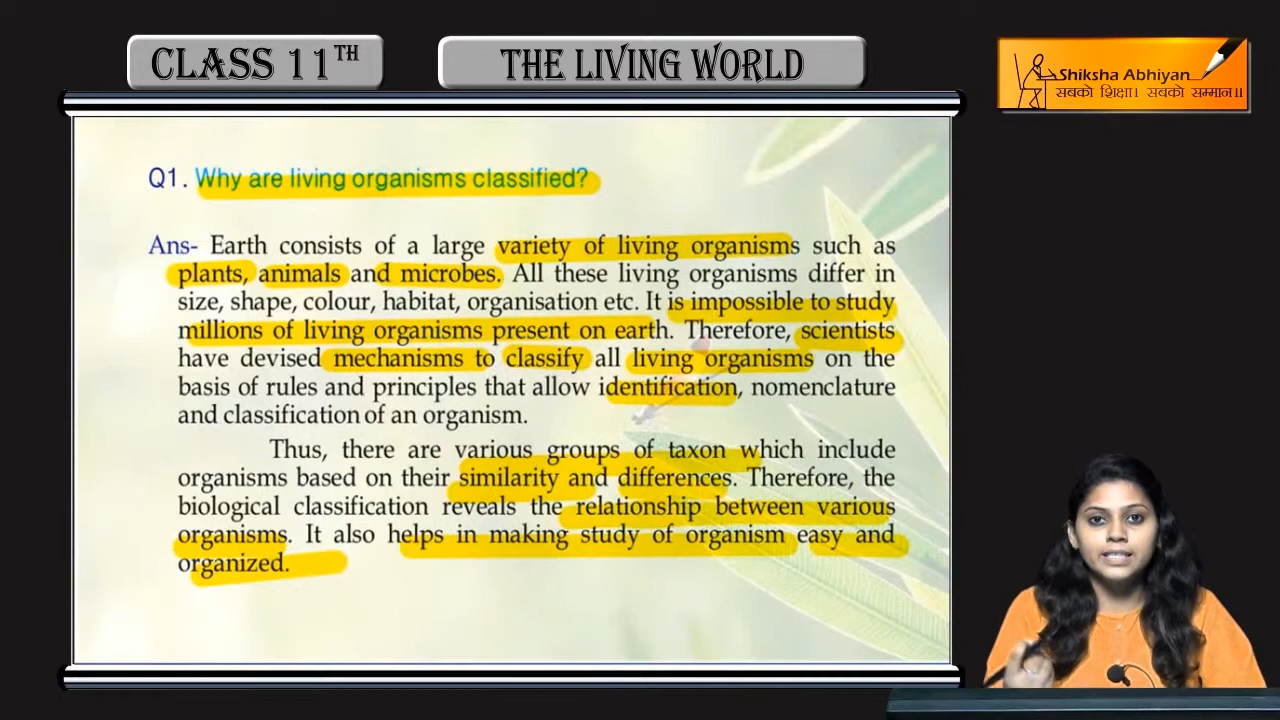 CLASS 11TH
THE LIVING WORLD
Shiksha Abhiyan
सबको शिक्षा। सबको सम्मान॥
Q1. Why are living organisms classified?
Ans- Earth consists of a large variety of living organisms such as
plants, animals and microbes. All these living organisms differ in
size, shape, colour, habitat, organisation etc. It is impossible to study
millions of living organisms present on earth. Therefore, scientists
have devised mechanisms to classify all living organisms on the
basis of rules and principles that allow identification, nomenclature
and classification of an organism.
Thus, there are various groups of taxon which include
organisms based on their similarity and differences. Therefore, the
biological classification reveals the relationship between various
organisms. It also helps in making study of organism easy and
organized.